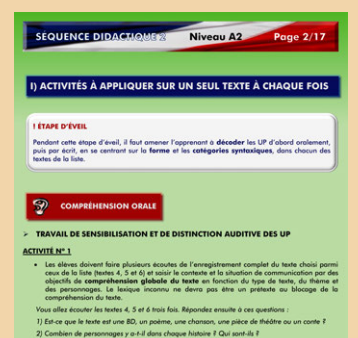 SÉQUENCE DIDACTIQUE 2 Niveau A2 Page 2/17
I) ACTIVITÉS À APPLIQUER SUR UN SEUL TEXTE À CHAQUE FOIS
! ÉTAPE D'ÉVEIL
Pendant cette étape d'éveil, il faut amener l'apprenant à décoder les UP d'abord oralement,
puis par écrit, en se centrant sur la forme et les catégories syntaxiques, dans chacun des
textes de la liste.
COMPRÉHENSION ORALE
➢ TRAVAIL DE SENSIBILISATION ET DE DISTINCTION AUDITIVE DES UP
ACTIVITÉ Nº 1
• Les élèves doivent faire plusieurs écoutes de l'enregistrement complet du texte choisi parmi
ceux de la liste (textes 4, 5 et 6) et saisir le contexte et la situation de communication par des
objectifs de compréhension globale du texte en fonction du type de texte, du thème et
des personnages. Le lexique inconnu ne devra pas être un prétexte au blocage de la
compréhension du texte.
Vous allez écouter les textes 4, 5 et 6 trois fois. Répondez ensuite à ces questions :
1) Est-ce que le texte est une BD, un poème, une chanson, une pièce de théâtre ou un conte ?
2) Combien de personnages y a-t-il dans chaque histoire ? Qui sont-ils ?